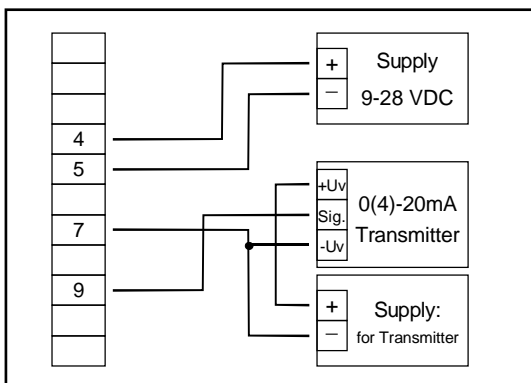 4
5
7
9
+
–
Supply
9-28 VDC
+Uv
Sig.
-Uv
0(4)-20mA
Transmitter
+
–
Supply:
for Transmitter